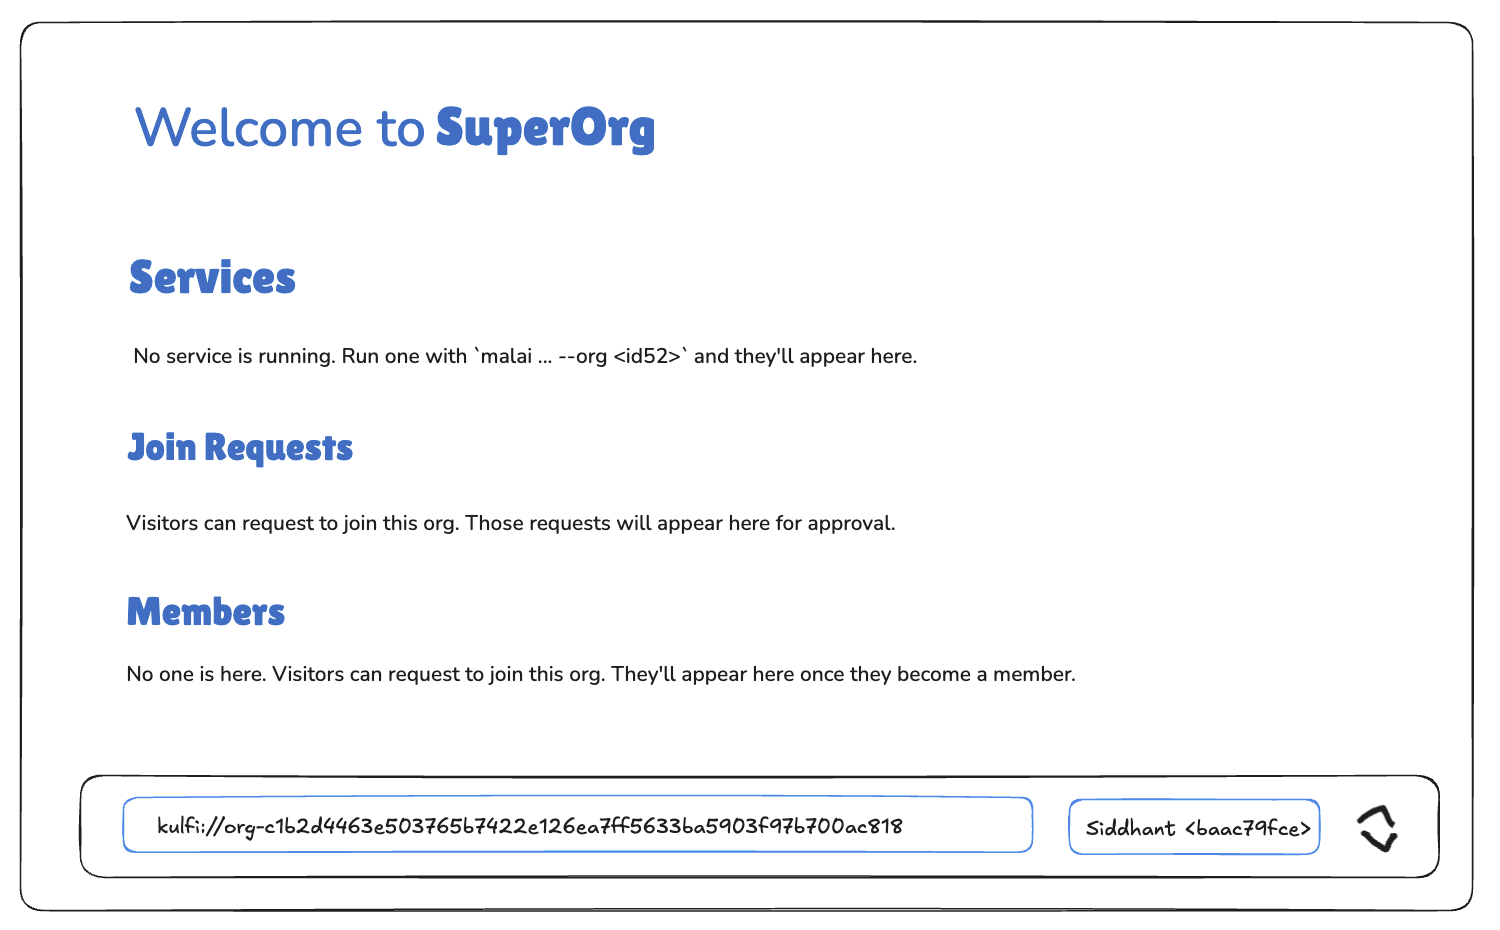 Welcome to SuperOrg
Services
No service is running. Run one with `malai ... --org <id52>` and they'll appear here.
Join Requests
Visitors can request to join this org. Those requests will appear here for approval.
Members
No one is here. Visitors can request to join this org. They'll appear here once they become a member.
kulfi://org-c1b2d4463e503765b7422e126ea7ff5633ba5903f97b700ac818
Siddhant <baac79fce>